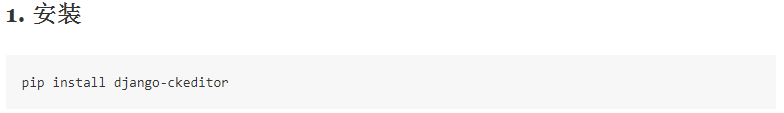 1. 安装
pip install django-ckeditor